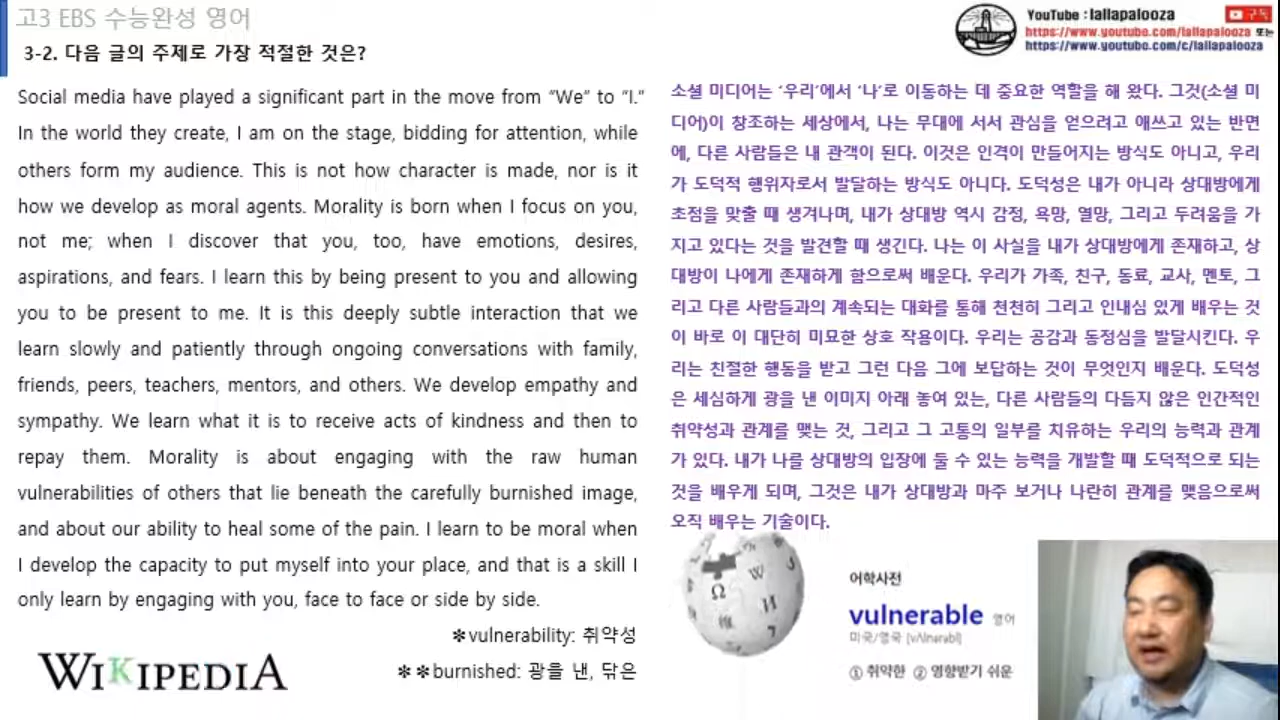 고3 EBS 수능완성 영어
3-2. 다음 글의 주제로 가장 적절한 것은?
YouTube : lallapalooza
구독
https://www.youtube.com/lallapalooza 또는
https://www.youtube.com/c/lallapalooza
Social media have played a significant part in the move from “We” to “I.”
In the world they create, I am on the stage, bidding for attention, while
others form my audience. This is not how character is made, nor is it
how we develop as moral agents. Morality is born when I focus on you,
not me; when I discover that you, too, have emotions, desires,
aspirations, and fears. I learn this by being present to you and allowing
you to be present to me. It is this deeply subtle interaction that we
learn slowly and patiently through ongoing conversations with family,
friends, peers, teachers, mentors, and others. We develop empathy and
sympathy. We learn what it is to receive acts of kindness and then to
repay them. Morality is about engaging with the raw human
vulnerabilities of others that lie beneath the carefully burnished image,
and about our ability to heal some of the pain. I learn to be moral when
I develop the capacity to put myself into your place, and that is a skill I
only learn by engaging with you, face to face or side by side.
✻vulnerability: 취약성
✻✻burnished: 광을 낸, 닦은
WIKIPEDIA
소셜 미디어는 ‘우리’에서 ‘나’로 이동하는 데 중요한 역할을 해 왔다. 그것(소셜 미
디어)이 창조하는 세상에서, 나는 무대에 서서 관심을 얻으려고 애쓰고 있는 반면
에, 다른 사람들은 내 관객이 된다. 이것은 인격이 만들어지는 방식도 아니고, 우리
가 도덕적 행위자로서 발달하는 방식도 아니다. 도덕성은 내가 아니라 상대방에게
초점을 맞출 때 생겨나며, 내가 상대방 역시 감정, 욕망, 열망, 그리고 두려움을 가
지고 있다는 것을 발견할 때 생긴다. 나는 이 사실을 내가 상대방에게 존재하고, 상
대방이 나에게 존재하게 함으로써 배운다. 우리가 가족, 친구, 동료, 교사, 멘토, 그
리고 다른 사람들과의 계속되는 대화를 통해 천천히 그리고 인내심 있게 배우는 것
이 바로 이 대단히 미묘한 상호 작용이다. 우리는 공감과 동정심을 발달시킨다. 우
리는 친절한 행동을 받고 그런 다음 그에 보답하는 것이 무엇인지 배운다. 도덕성
은 세심하게 광을 낸 이미지 아래 놓여 있는, 다른 사람들의 다듬지 않은 인간적인
취약성과 관계를 맺는 것, 그리고 그 고통의 일부를 치유하는 우리의 능력과 관계
가 있다. 내가 나를 상대방의 입장에 둘 수 있는 능력을 개발할 때 도덕적으로 되는
것을 배우게 되며, 그것은 내가 상대방과 마주 보거나 나란히 관계를 맺음으로써
오직 배우는 기술이다.
Ω W И
어학사전
vulnerable 영어
미국/영국 [vʌlnərəbl]
① 취약한 ② 영향받기 쉬운